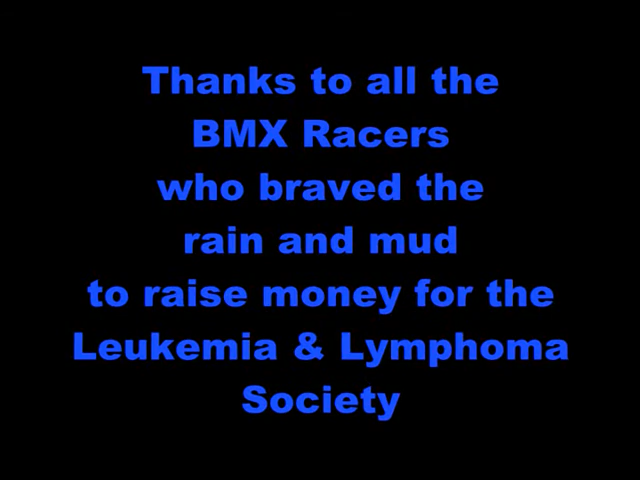 Thanks to all the
BMX Racers
who braved the
rain and mud
to raise money for the
Leukemia & Lymphoma
Society